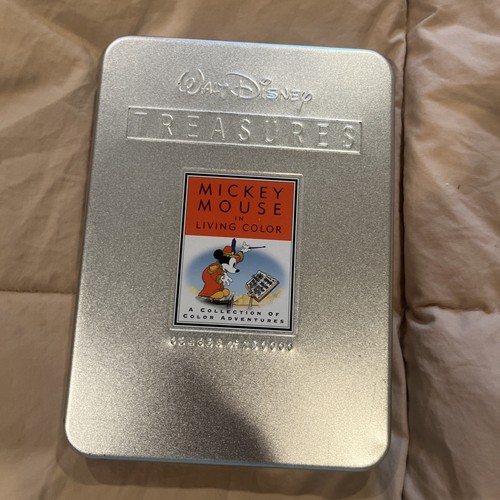 WALT DISNEY
TREASURES
MICKEY
MOUSE
IN
LIVING COLOR
A COLLECTION OF
COLOR ADVENTURES